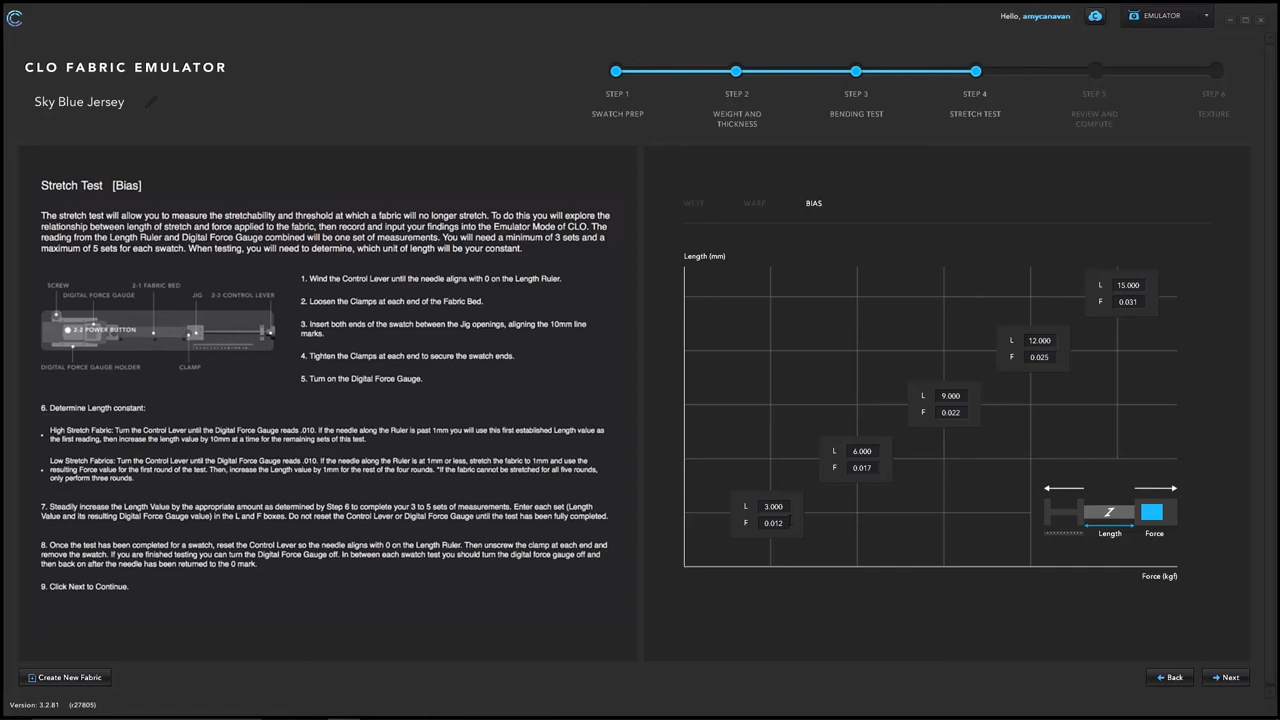 Hello, amycanavan
EMULATOR
CLO FABRIC EMULATOR
Sky Blue Jersey
STEP 1
SWATCH PREP
STEP 2
WEIGHT AND
THICKNESS
STEP 3
BENDING TEST
STEP 4
STRETCH TEST
STEP 5
REVIEW AND
COMPUTE
STEP 6
TEXTURE
Stretch Test [Bias]
The stretch test will allow you to measure the stretchability and threshold at which a fabric will no longer stretch. To do this you will explore the
relationship between length of stretch and force applied to the fabric, then record and input your findings into the Emulator Mode of CLO. The
reading from the Length Ruler and Digital Force Gauge combined will be one set of measurements. You will need a minimum of 3 sets and a
maximum of 5 sets for each swatch. When testing, you will need to determine, which unit of length will be your constant.
SCREW
2-1 FABRIC BED
DIGITAL FORCE GAUGE
JIG
2-3 CONTROL LEVER
2-2 POWER BUTTON
DIGITAL FORCE GAUGE HOLDER
CLAMP
1. Wind the Control Lever until the needle aligns with 0 on the Length Ruler.
2. Loosen the Clamps at each end of the Fabric Bed.
3. Insert both ends of the swatch between the Jig openings, aligning the 10mm line
marks.
4. Tighten the Clamps at each end to secure the swatch ends.
5. Turn on the Digital Force Gauge.
6. Determine Length constant:
High Stretch Fabric: Turn the Control Lever until the Digital Force Gauge reads .010. If the needle along the Ruler is past 1mm you will use this first established Length value as
the first reading, then increase the length value by 10mm at a time for the remaining sets of this test.
Low Stretch Fabrics: Turn the Control Lever until the Digital Force Gauge reads .010. If the needle along the Ruler is at 1mm or less, stretch the fabric to 1mm and use the
resulting Force value for the first round of the test. Then, increase the Length value by 1mm for the rest of the four rounds. *If the fabric cannot be stretched for all five rounds,
only perform three rounds.
7. Steadily increase the Length Value by the appropriate amount as determined by Step 6 to complete your 3 to 5 sets of measurements. Enter each set (Length
Value and its resulting Digital Force Gauge value) in the L and F boxes. Do not reset the Control Lever or Digital Force Gauge until the test has been fully completed.
8. Once the test has been completed for a swatch, reset the Control Lever so the needle aligns with 0 on the Length Ruler. Then unscrew the clamp at each end and
remove the swatch. If you are finished testing you can turn the Digital Force Gauge off. In between each swatch test you should turn the digital force gauge off and
then back on after the needle has been returned to the 0 mark.
9. Click Next to Continue.
WEFT
WARP
BIAS
Length (mm)
L 15.000
F 0.031
L 12.000
F 0.025
L 9.000
F 0.022
L 6.000
F 0.017
L 3.000
F 0.012
Length
Force
Force (kgf)
Create New Fabric
Back
Next
Version: 3.2.81 (r27805)